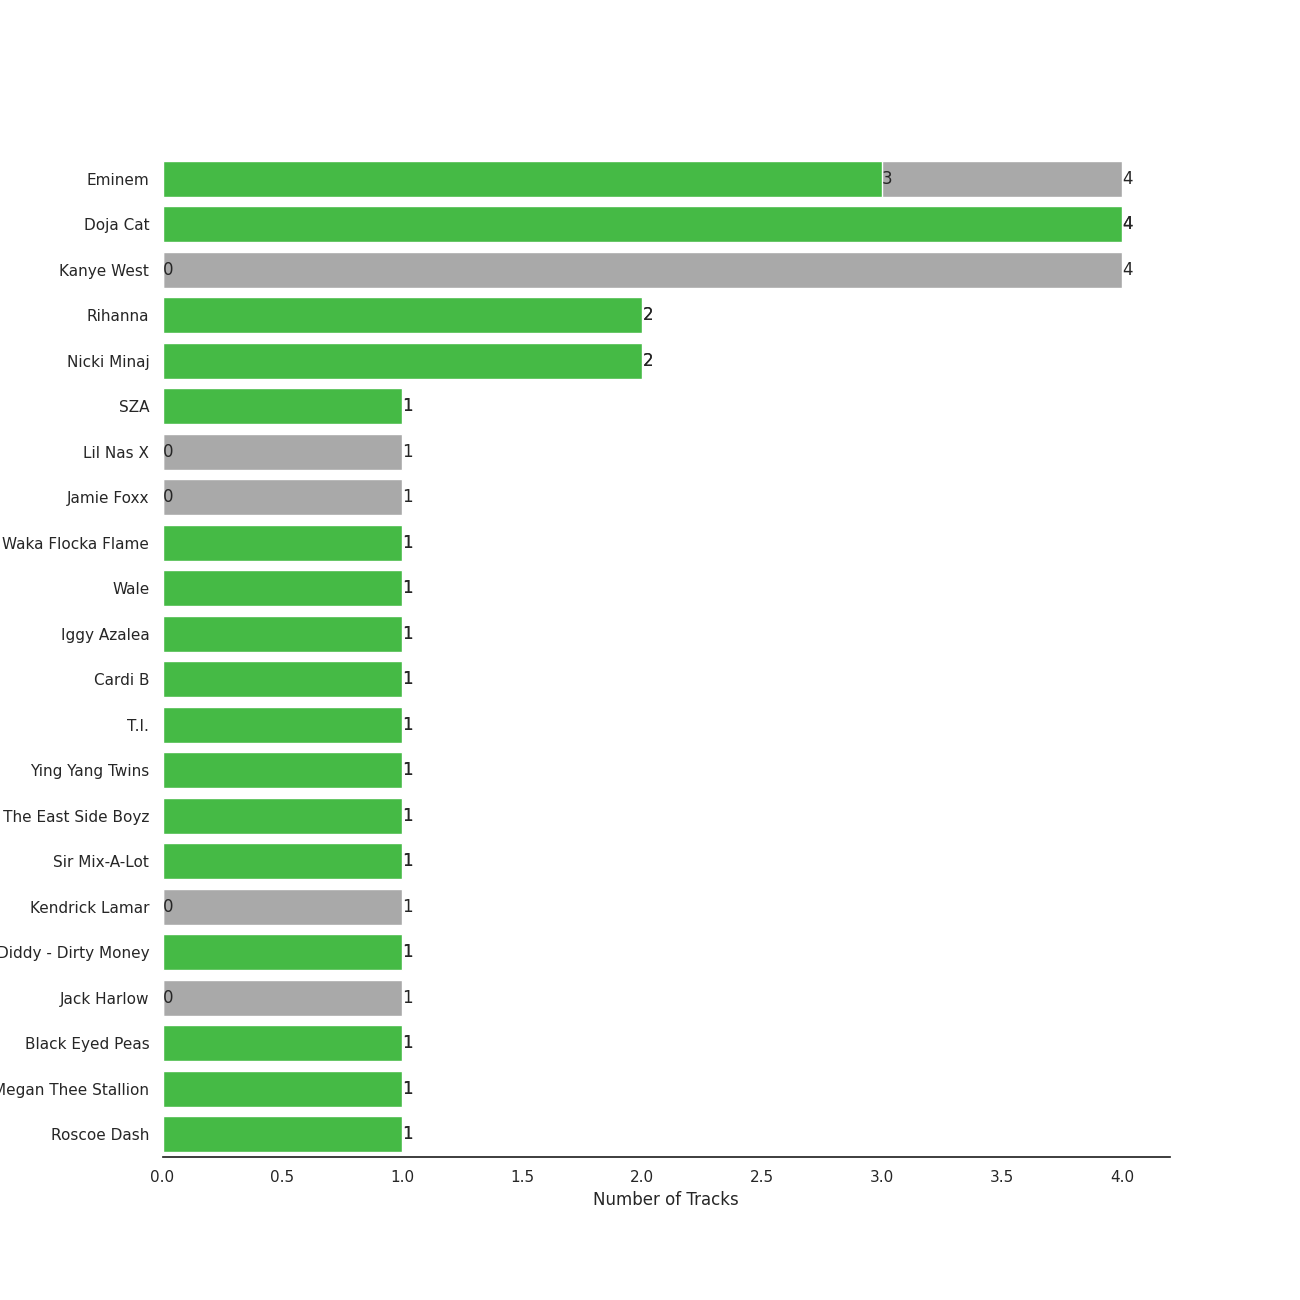 Eminem 3 4
Doja Cat 4
Kanye West 0 4
Rihanna 2
Nicki Minaj 2
SZA 1
Lil Nas X 0 1
Jamie Foxx 0 1
Waka Flocka Flame 1
Wale 1
Iggy Azalea 1
Cardi B 1
T.I. 1
Ying Yang Twins 1
The East Side Boyz 1
Sir Mix-A-Lot 1
Kendrick Lamar 0 1
Diddy - Dirty Money 1
Jack Harlow 0 1
Black Eyed Peas 1
Megan Thee Stallion 1
Roscoe Dash 1
0.0 0.5 1.0 1.5 2.0 2.5 3.0 3.5 4.0
Number of Tracks